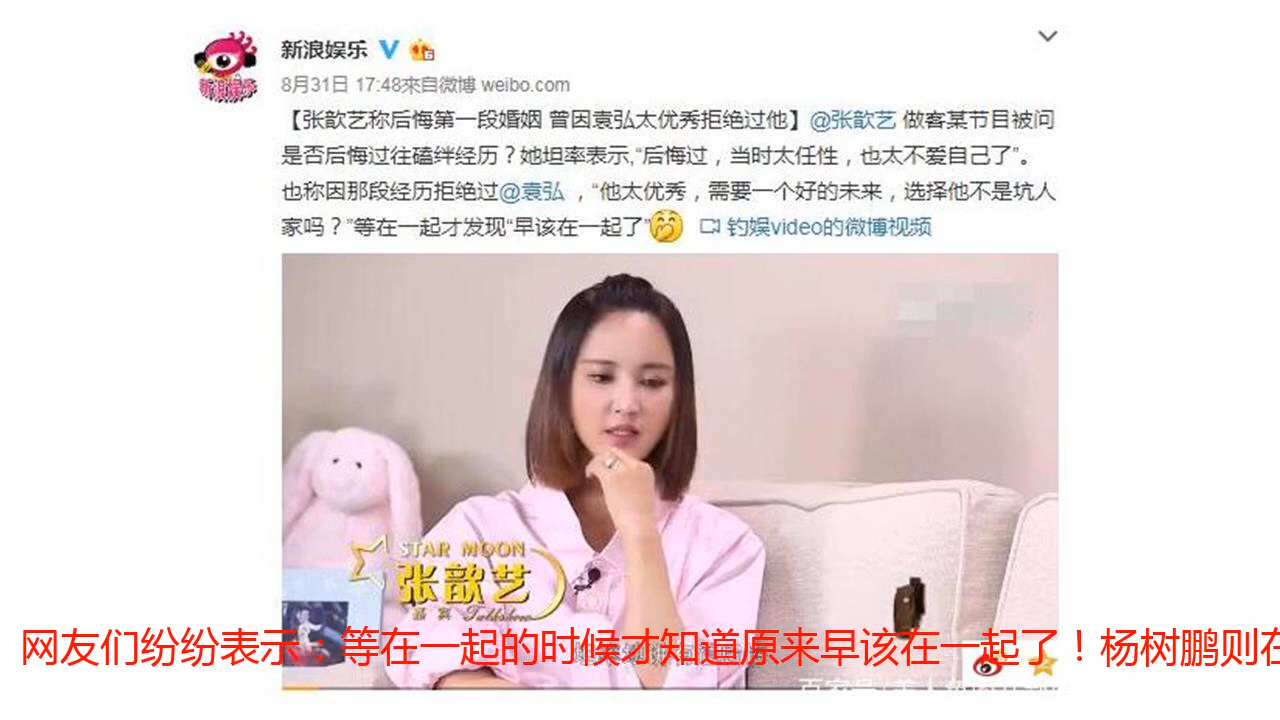 新浪娱乐
新浪娱乐
8月31日 17:48来自微博 weibo.com
【张歆艺称后悔第一段婚姻 曾因袁弘太优秀拒绝过他】@张歆艺 做客某节目被问
是否后悔过往磕绊经历？她坦率表示,“后悔过，当时太任性，也太不爱自己了”。
也称因那段经历拒绝过@袁弘 ，“他太优秀，需要一个好的未来，选择他不是坑人
家吗？”等在一起才发现“早该在一起了” 钓娱video的微博视频
STAR MOON
张歆艺
嘉宾 Talkshow
网友们纷纷表示：等在一起的时候才知道原来早该在一起了！杨树鹏则在